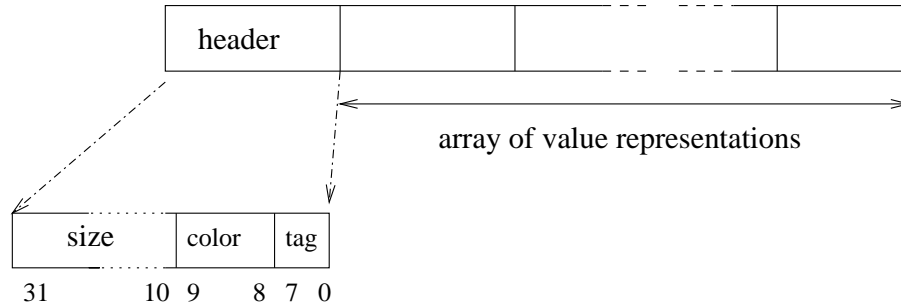 header
array of value representations
size color tag
31 10 9 8 7 0